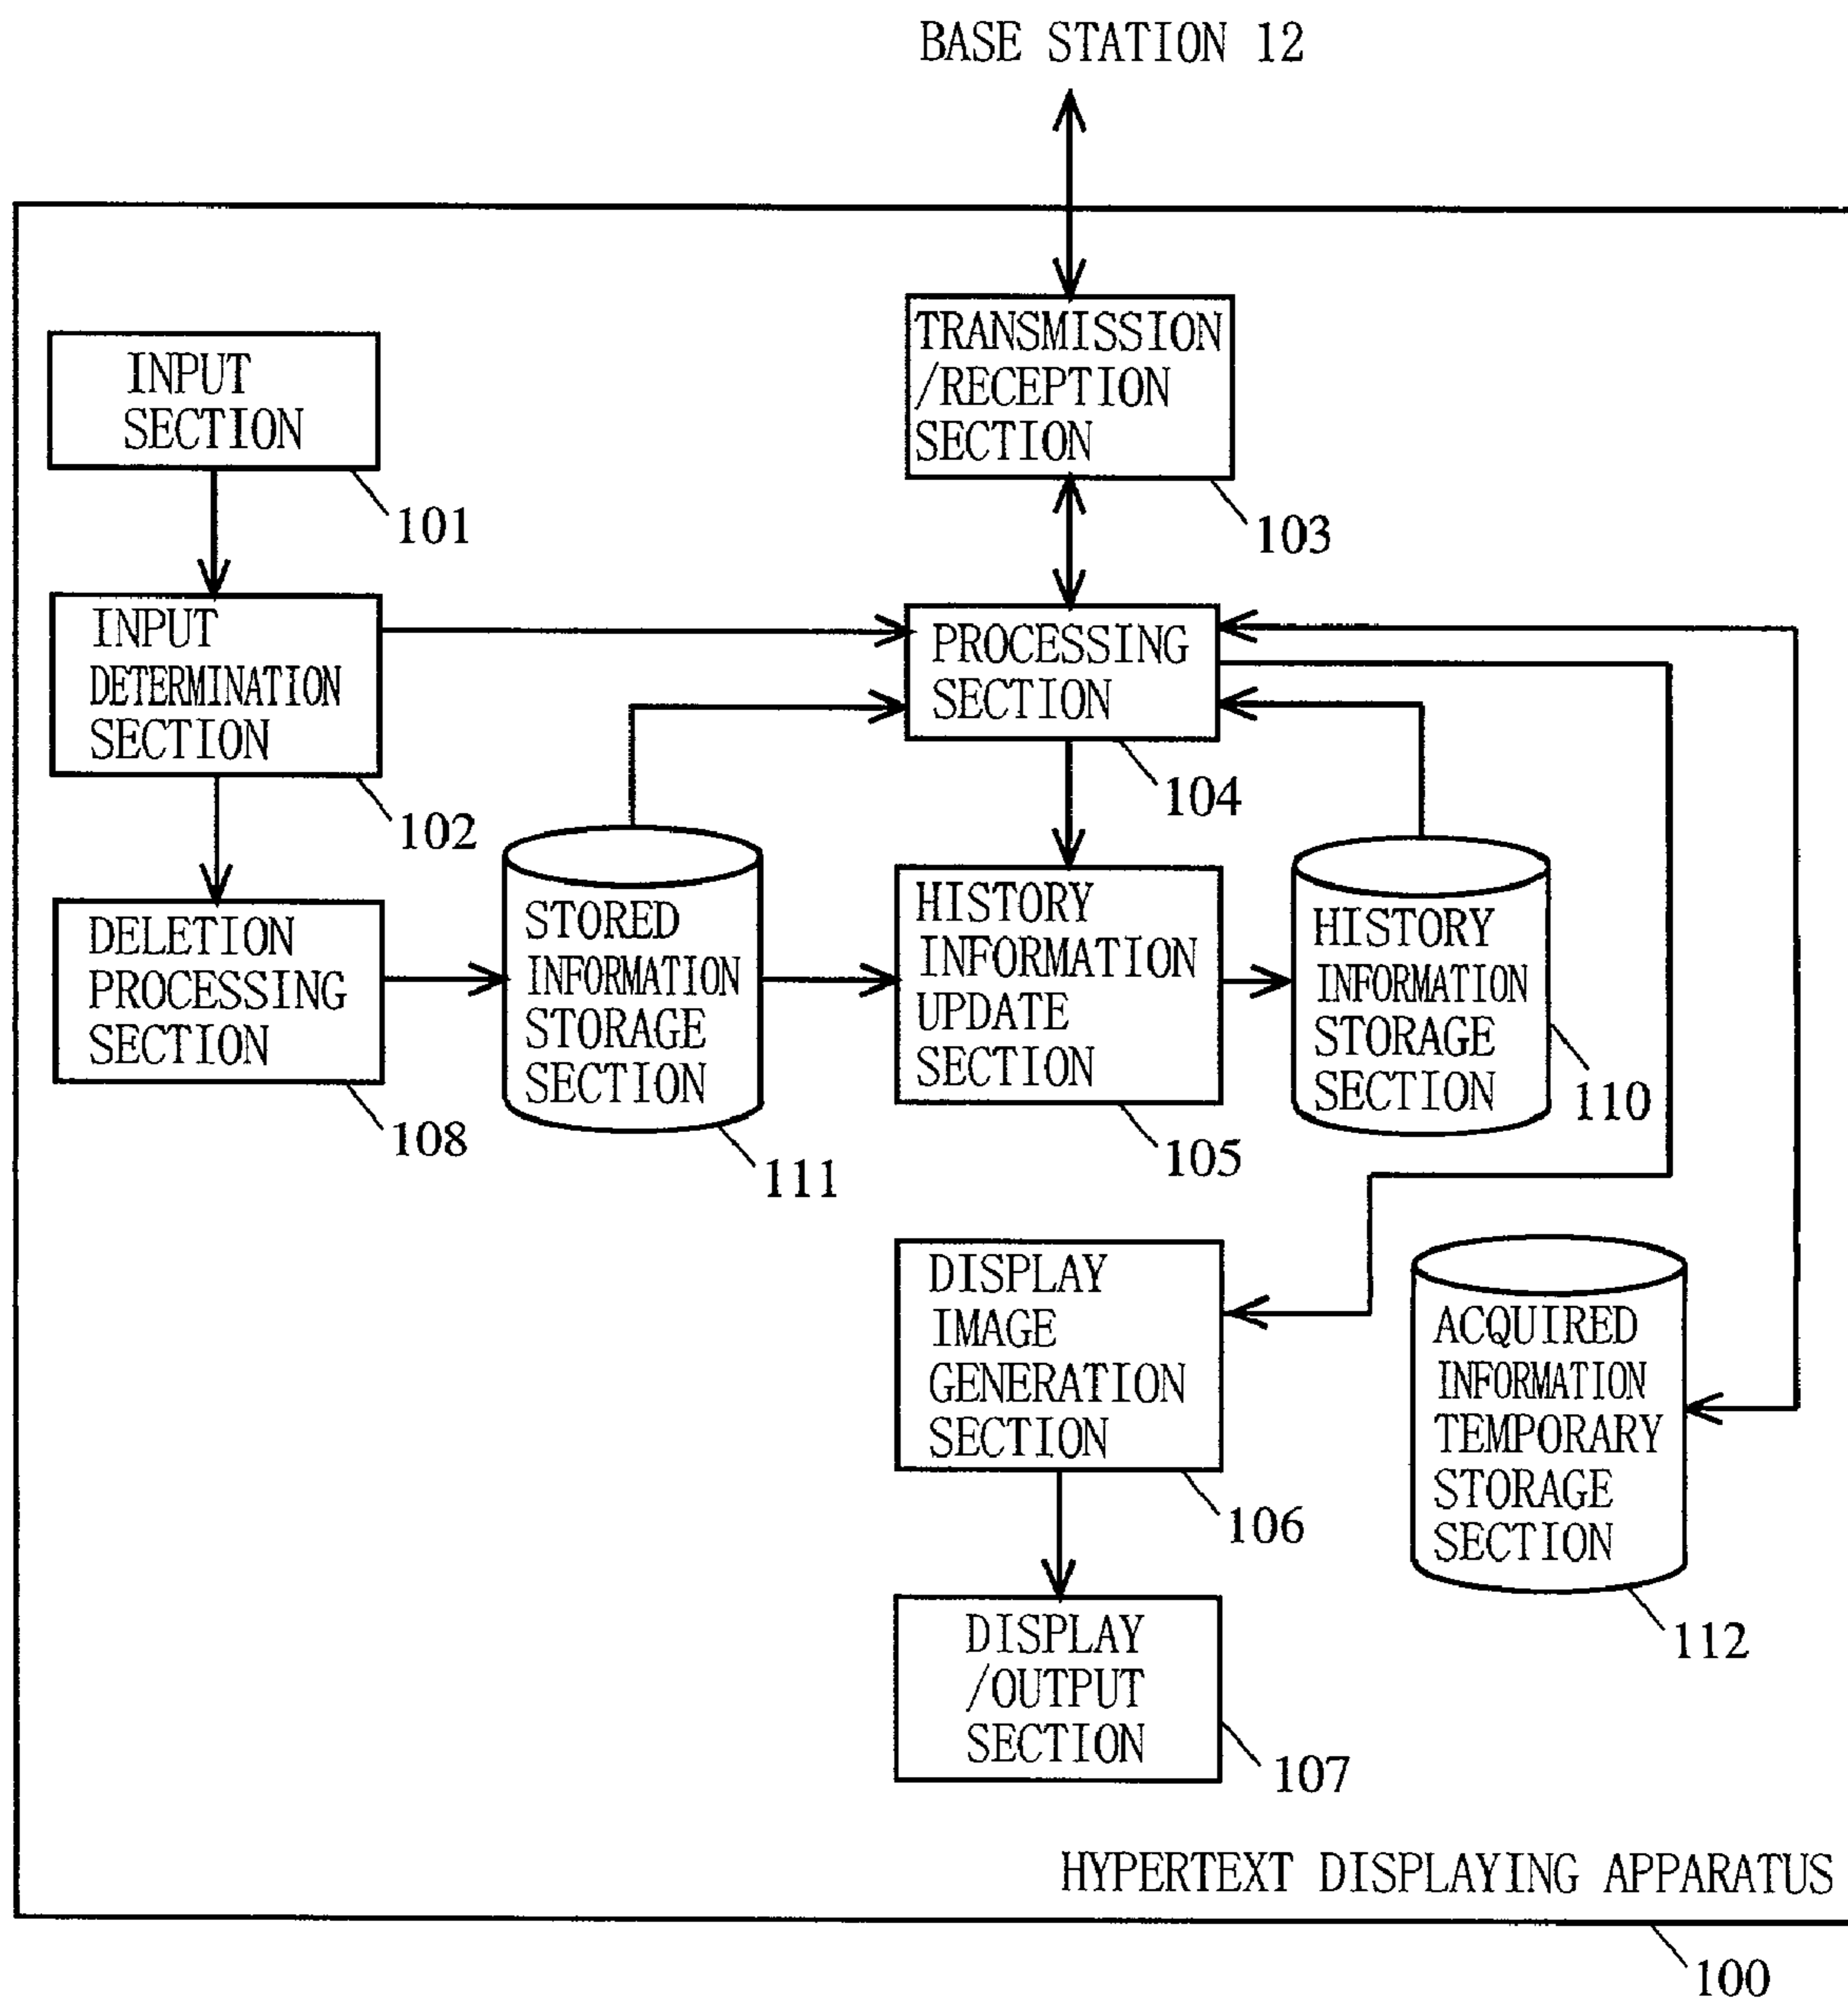 BASE STATION 12
INPUT
SECTION
101
TRANSMISSION
/RECEPTION
SECTION
103
INPUT
DETERMINATION
SECTION
102
PROCESSING
SECTION
104
DELETION
PROCESSING
SECTION
108
STORED
INFORMATION
STORAGE
SECTION
111
HISTORY
INFORMATION
UPDATE
SECTION
105
HISTORY
INFORMATION
STORAGE
SECTION
110
DISPLAY
IMAGE
GENERATION
SECTION
106
ACQUIRED
INFORMATION
TEMPORARY
STORAGE
SECTION
112
DISPLAY
/OUTPUT
SECTION
107
HYPERTEXT DISPLAYING APPARATUS
100